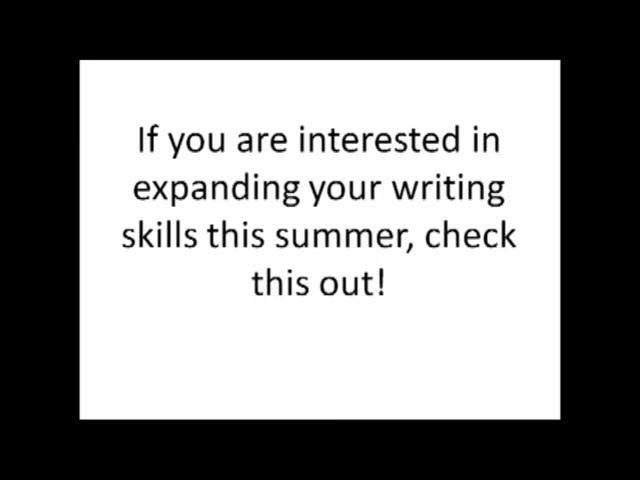 If you are interested in
expanding your writing
skills this summer, check
this out!